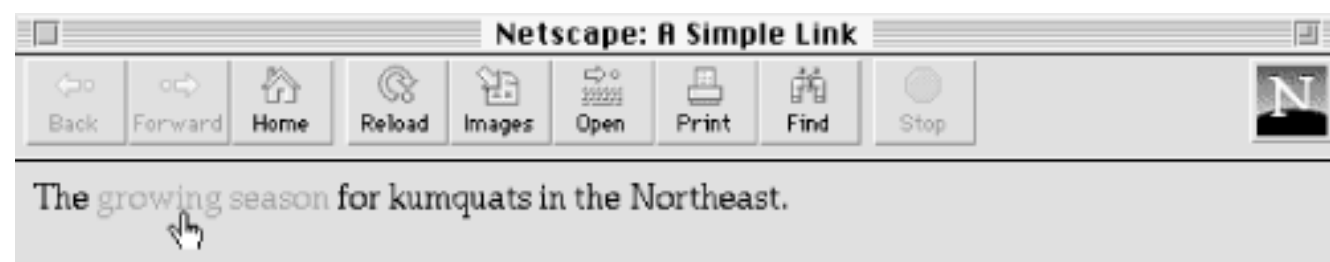 Netscape: A Simple Link
Back Forward Home Reload Images Open Print Find Stop
N
The growing season for kumquats in the Northeast.